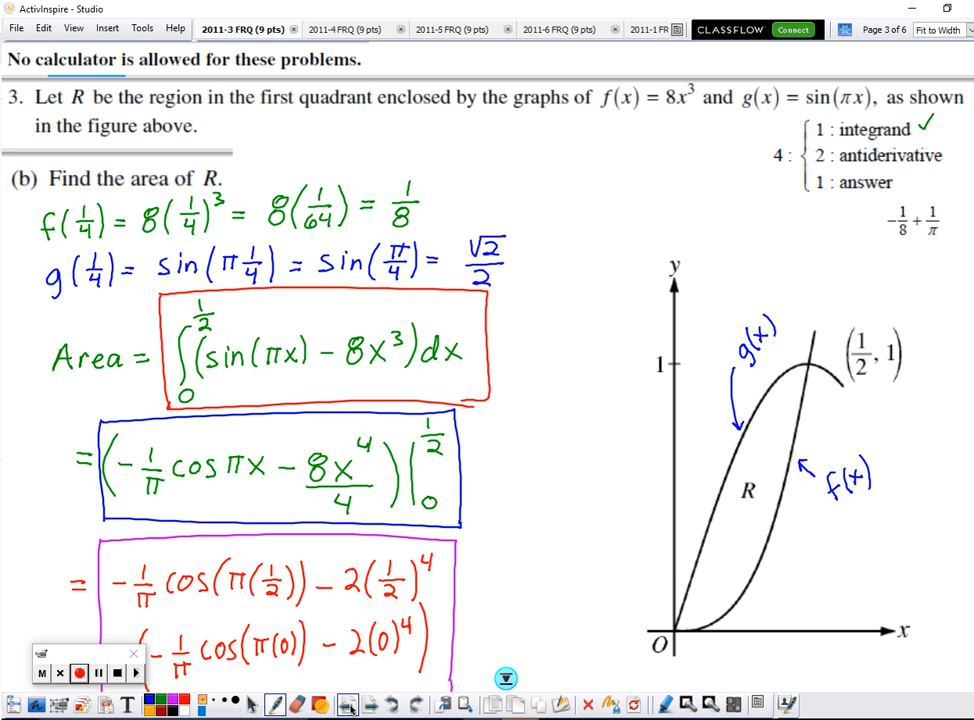 ActivInspire - Studio
File Edit View Insert Tools Help 2011-3 FRQ (9 pts) 2011-4 FRQ (9 pts) 2011-5 FRQ (9 pts) 2011-6 FRQ (9 pts) 2011-1 FR CLASSFLOW Connect Page 3 of 6 Fit to Width
No calculator is allowed for these problems.
3. Let R be the region in the first quadrant enclosed by the graphs of f(x) = 8x³ and g(x) = sin(πx), as shown
in the figure above.
4 : { 1 : integrand ✓
2 : antiderivative
1 : answer
-1/8 + 1/π
(b) Find the area of R.
f(1/4) = 8(1/4)³ = 8(1/64) = 1/8
g(1/4) = sin(π 1/4) = sin(π/4) = √2/2
Area = ∫₀^(1/2) (sin(πx) - 8x³) dx
= (-1/π cos πx - 8x⁴/4) |₀^(1/2)
= -1/π cos(π(1/2)) - 2(1/2)⁴
(-1/π cos(π(0)) - 2(0)⁴)
y
1
g(x)
(1/2, 1)
R
f(x)
O
x
M
T